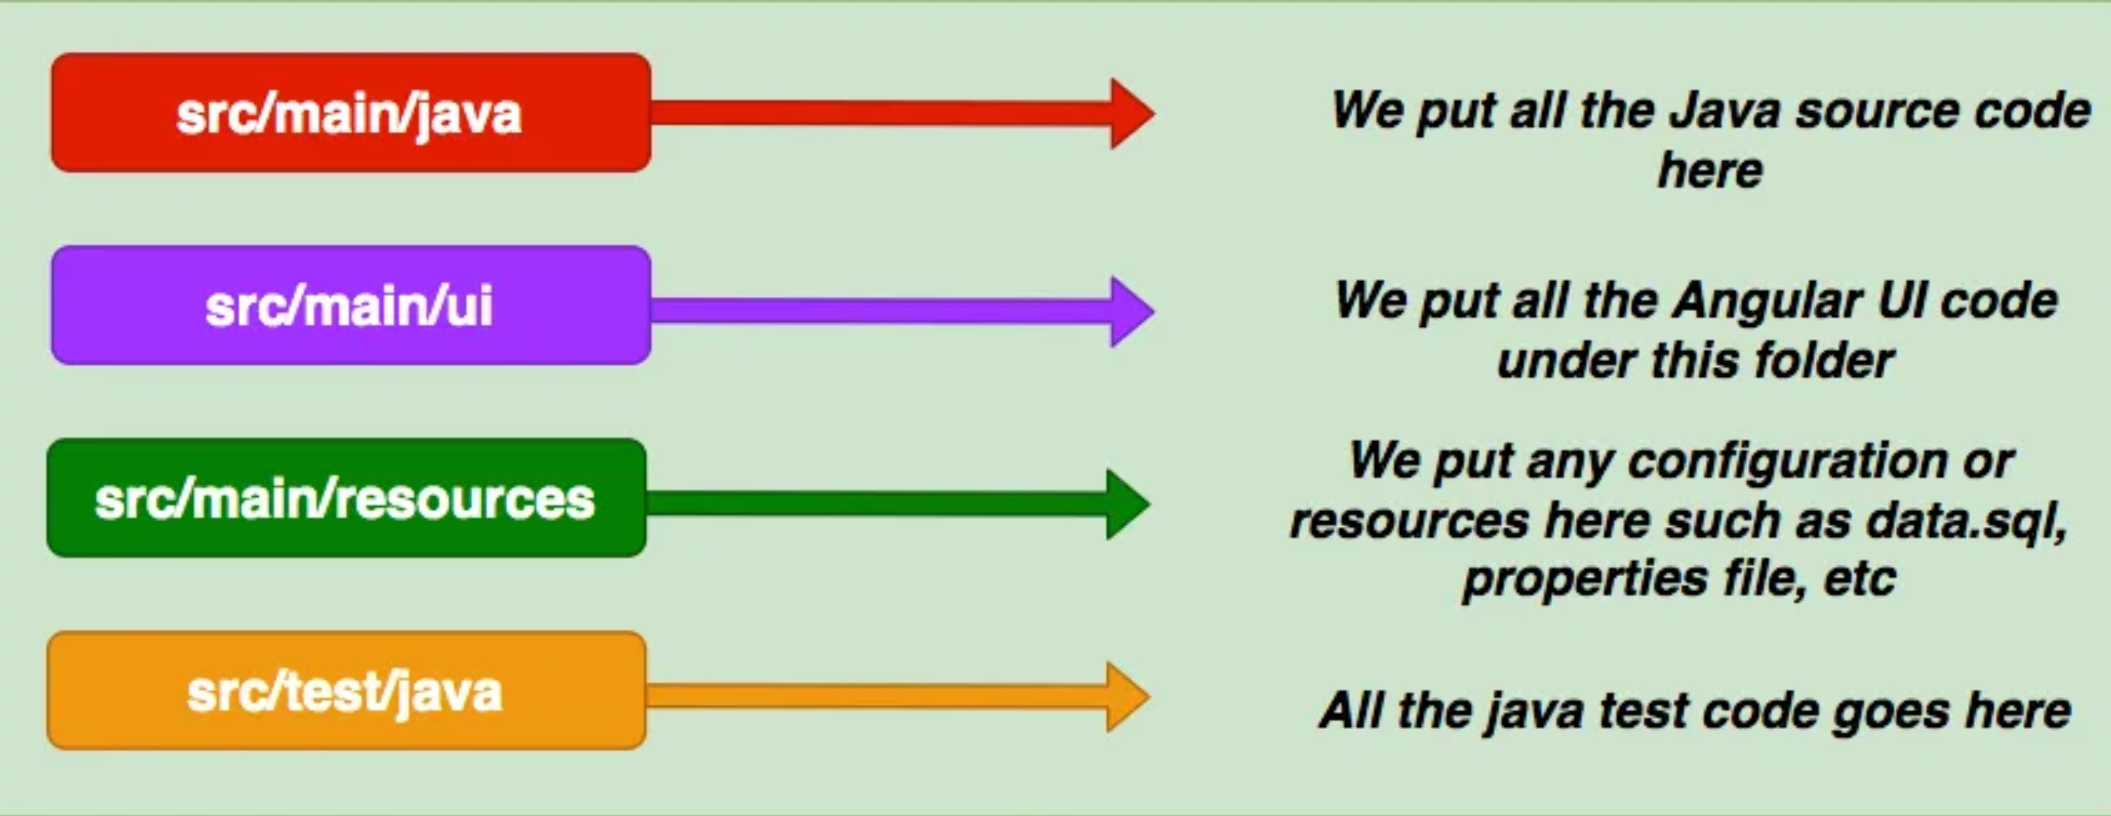 src/main/java
We put all the Java source code
here
src/main/ui
We put all the Angular UI code
under this folder
src/main/resources
We put any configuration or
resources here such as data.sql,
properties file, etc
src/test/java
All the java test code goes here